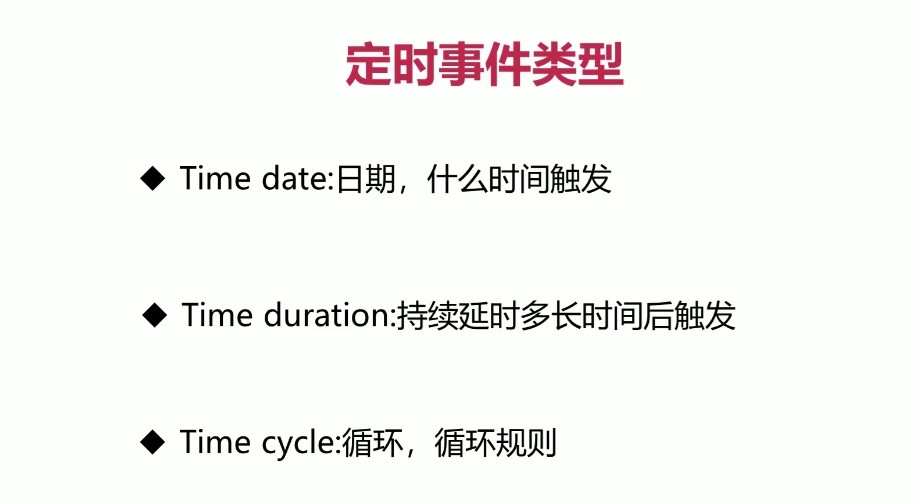 定时事件类型
◆ Time date:日期，什么时间触发
◆ Time duration:持续延时多长时间后触发
◆ Time cycle:循环，循环规则